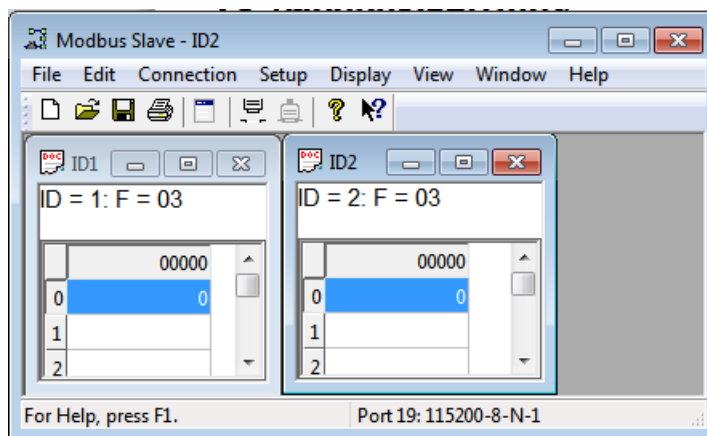 Modbus Slave - ID2
File Edit Connection Setup Display View Window Help
ID1
ID = 1: F = 03
00000
0 0
1
2
ID2
ID = 2: F = 03
00000
0 0
1
2
For Help, press F1. Port 19: 115200-8-N-1